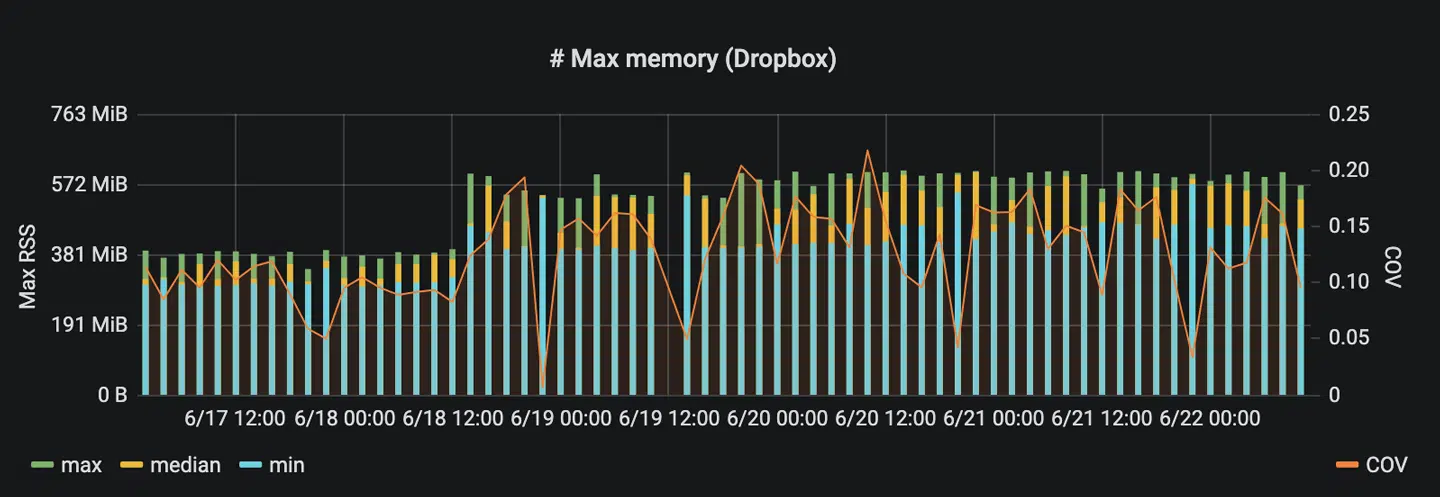 # Max memory (Dropbox)
763 MiB
0.25
0.20
572 MiB
0.15
381 MiB
0.10
191 MiB
0.05
0 B
0
Max RSS
COV
6/17 12:00 6/18 00:00 6/18 12:00 6/19 00:00 6/19 12:00 6/20 00:00 6/20 12:00 6/21 00:00 6/21 12:00 6/22 00:00
max median min COV